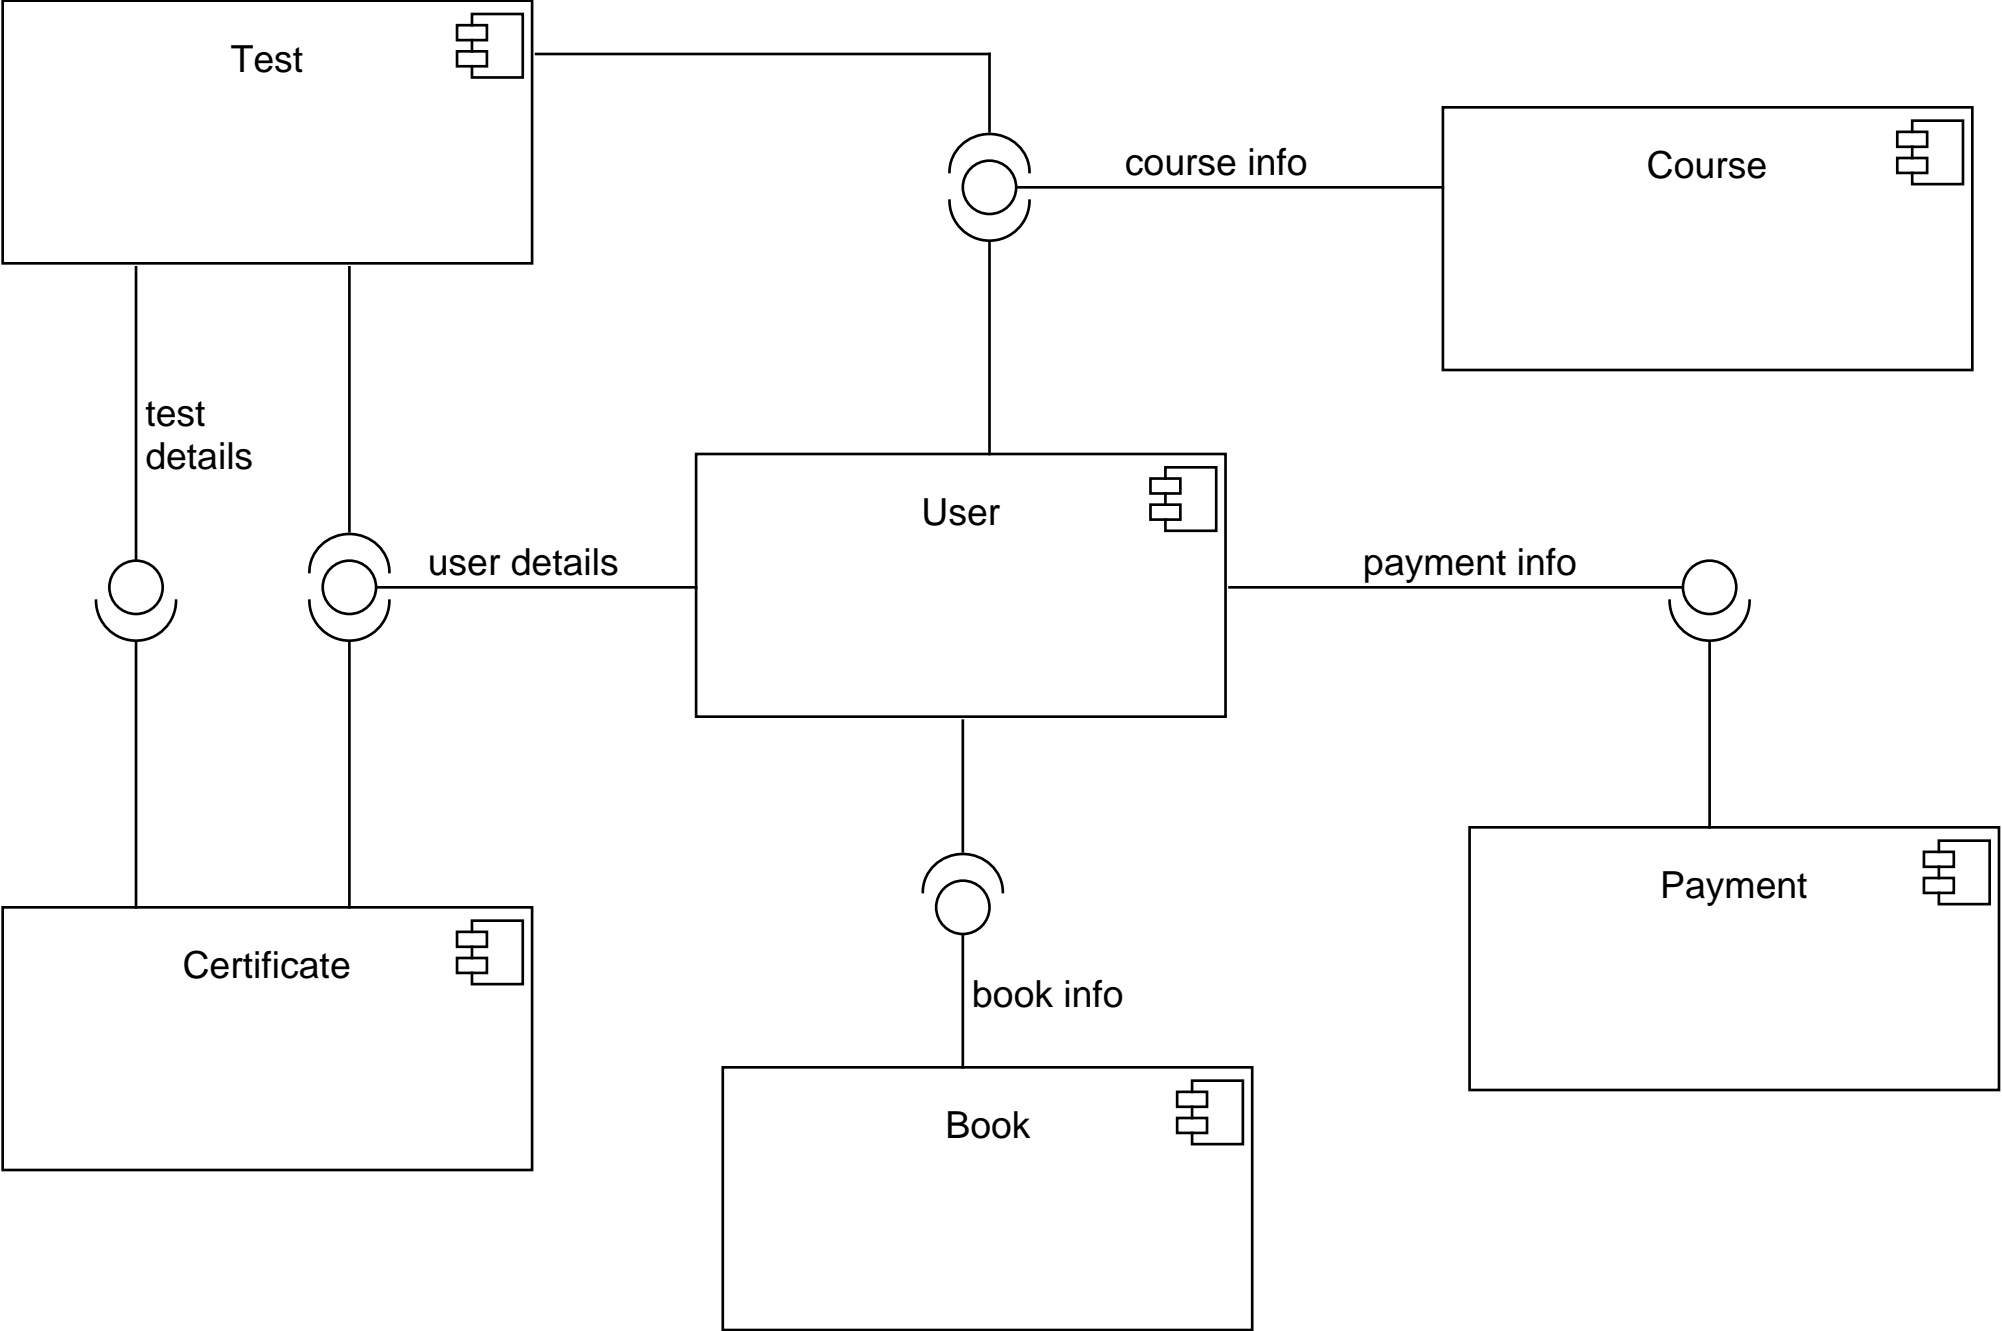 Test
course info
Course
test
details
User
user details
payment info
Payment
Certificate
book info
Book